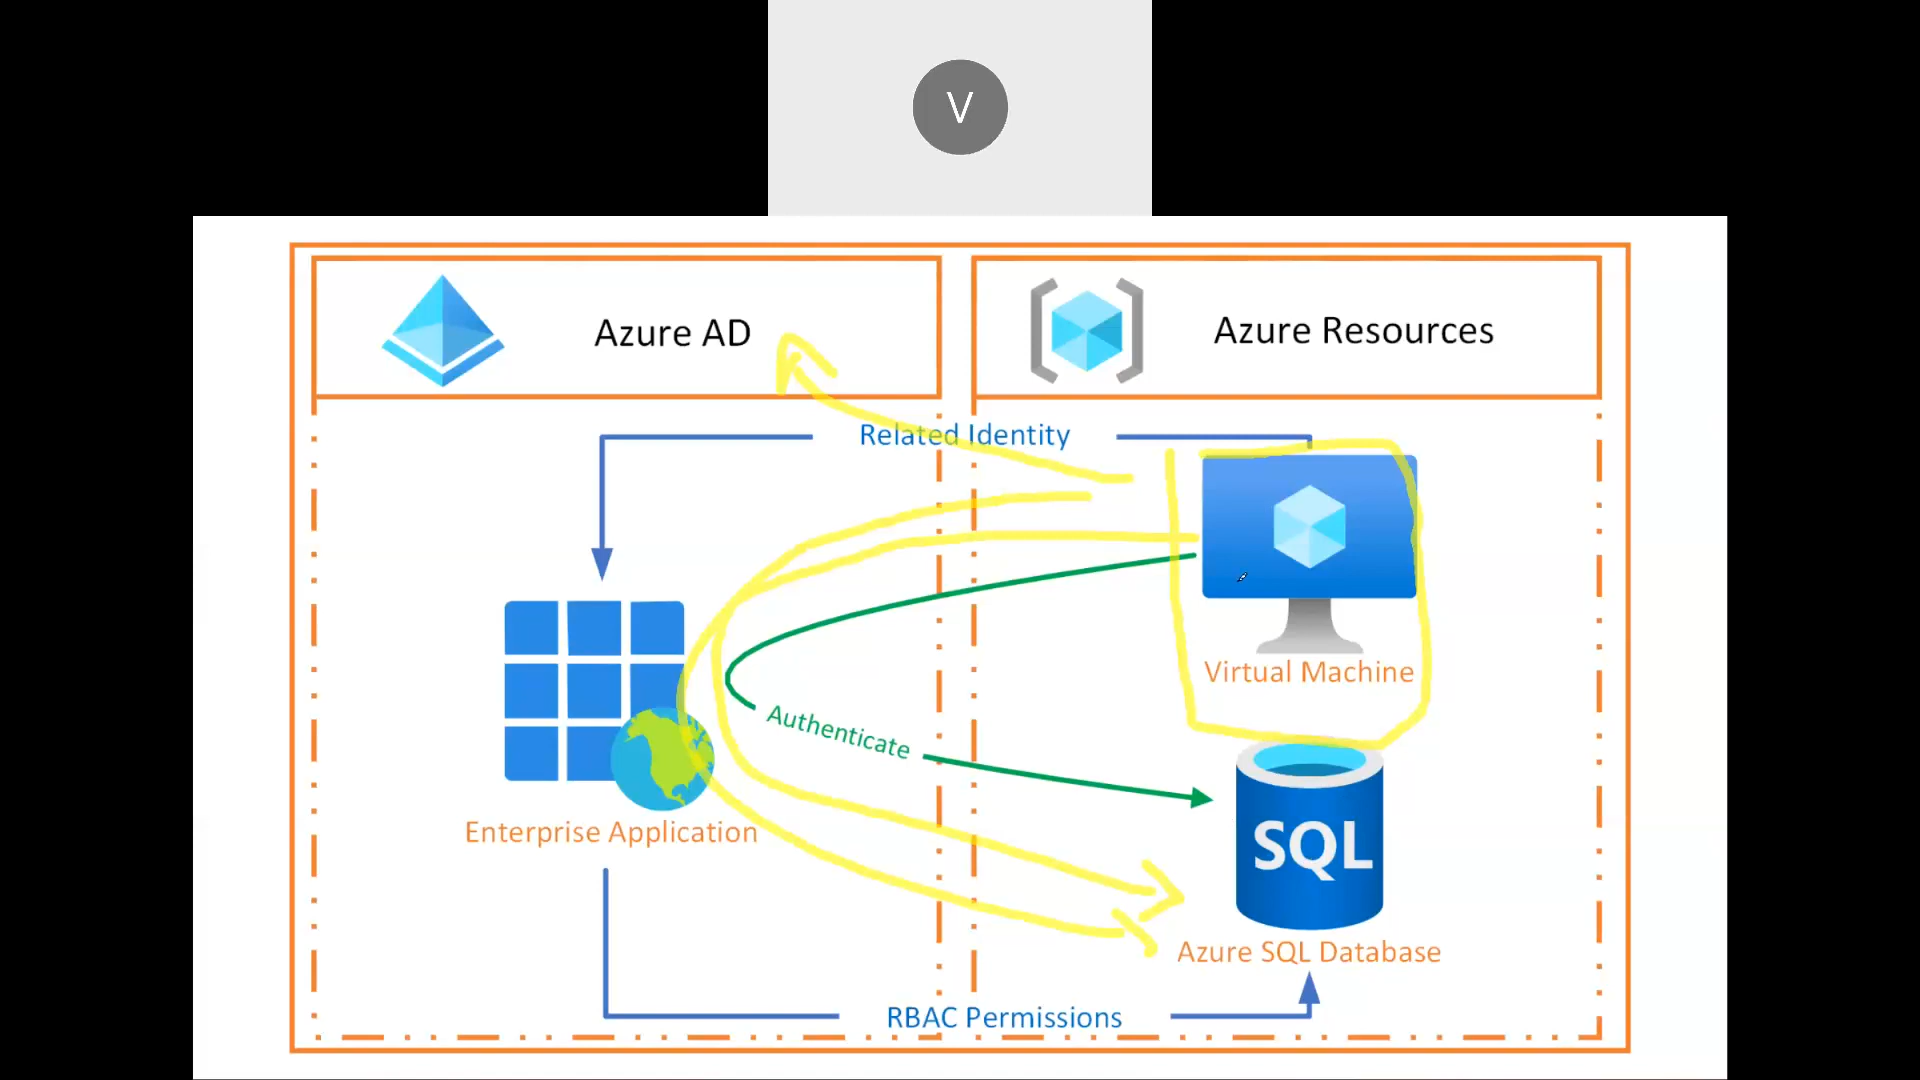 V
Azure AD
Azure Resources
Related Identity
Virtual Machine
Authenticate
Enterprise Application
SQL
Azure SQL Database
RBAC Permissions